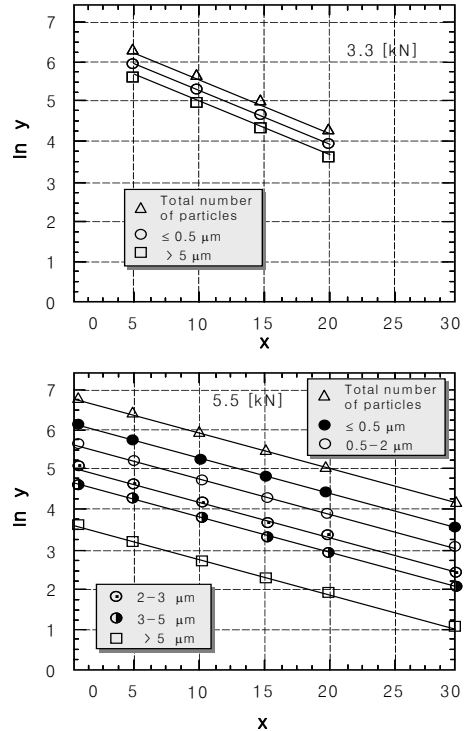 7
6
5
4
3
2
1
0
ln y
3.3 [kN]
Total number
of particles
≤ 0.5 μm
> 5 μm
0 5 10 15 20 30
x
7
6
5
4
3
2
1
0
ln y
5.5 [kN]
Total number
of particles
≤ 0.5 μm
0.5–2 μm
2–3 μm
3–5 μm
> 5 μm
0 5 10 15 20 30
x